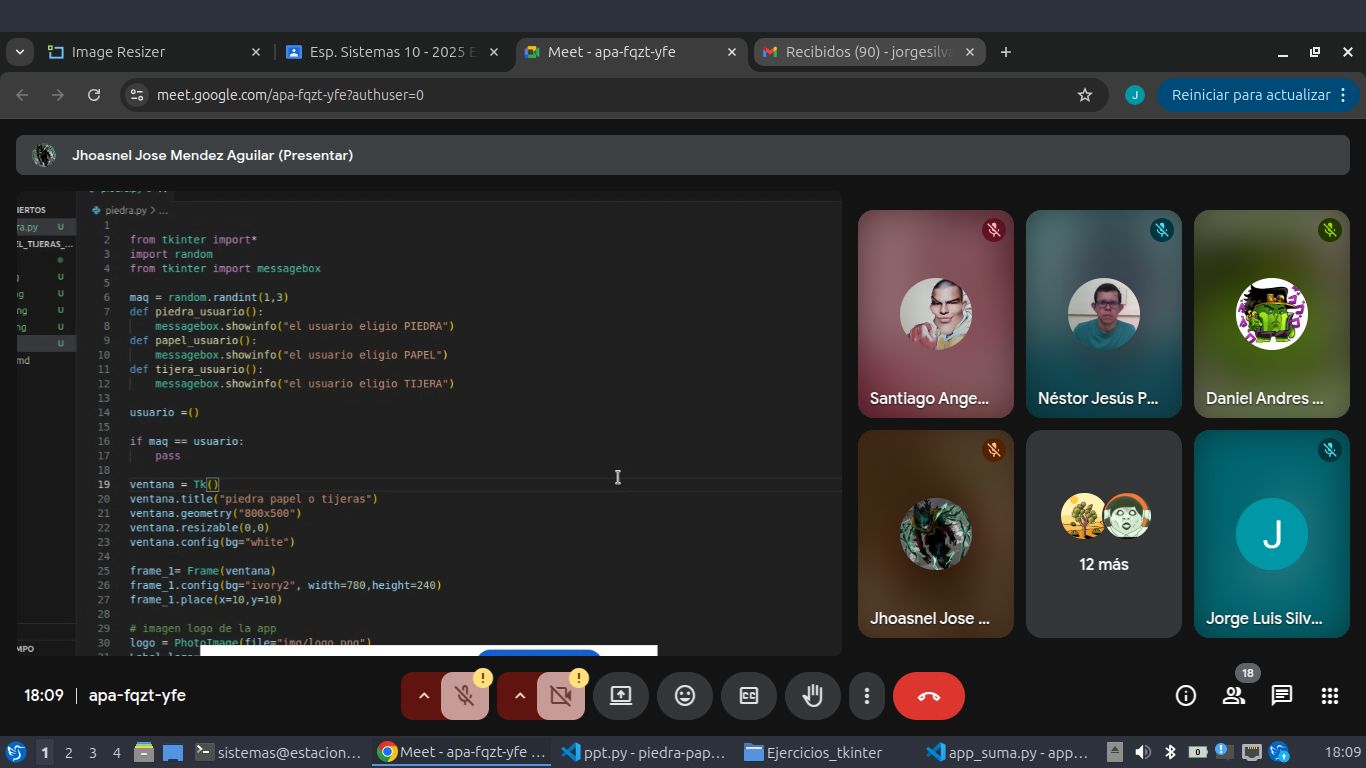 Image Resizer
Esp. Sistemas 10 - 2025 E
Meet - apa-fqzt-yfe
Recibidos (90) - jorgesilva
meet.google.com/apa-fqzt-yfe?authuser=0
J
Reiniciar para actualizar
Jhoasnel Jose Mendez Aguilar (Presentar)
IERTOS
ra.py U
EL_TIJERAS_...
U
g U
mg U
ng U
U
md
MPO
piedra.py > ...
1
2 from tkinter import*
3 import random
4 from tkinter import messagebox
5
6 maq = random.randint(1,3)
7 def piedra_usuario():
8 messagebox.showinfo("el usuario eligio PIEDRA")
9 def papel_usuario():
10 messagebox.showinfo("el usuario eligio PAPEL")
11 def tijera_usuario():
12 messagebox.showinfo("el usuario eligio TIJERA")
13
14 usuario =()
15
16 if maq == usuario:
17 pass
18
19 ventana = Tk()
20 ventana.title("piedra papel o tijeras")
21 ventana.geometry("800x500")
22 ventana.resizable(0,0)
23 ventana.config(bg="white")
24
25 frame_1= Frame(ventana)
26 frame_1.config(bg="ivory2", width=780,height=240)
27 frame_1.place(x=10,y=10)
28
29 # imagen logo de la app
30 logo = PhotoImage(file="img/logo.png")
Santiago Ange...
Néstor Jesús P...
Daniel Andres ...
Jhoasnel Jose ...
12 más
J
Jorge Luis Silv...
18:09 | apa-fqzt-yfe
!
!
CC
18
1 2 3 4
sistemas@estacion...
Meet - apa-fqzt-yfe ...
ppt.py - piedra-pap...
Ejercicios_tkinter
app_suma.py - app...
0
18:09